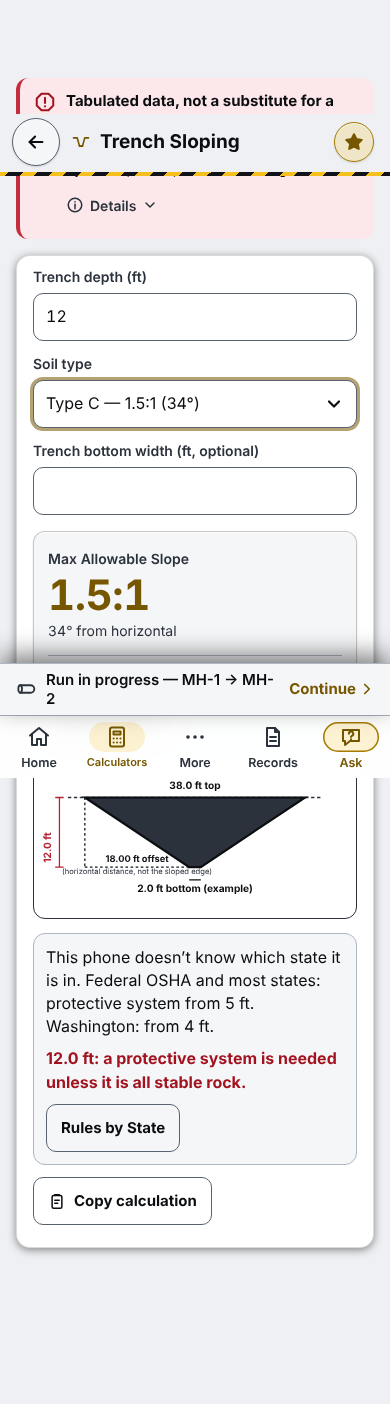 Tabulated data, not a substitute for a
Trench Sloping
Details
Trench depth (ft)
12
Soil type
Type C — 1.5:1 (34°)
Trench bottom width (ft, optional)
Max Allowable Slope
1.5:1
34° from horizontal
Run in progress — MH-1 → MH-
2
Continue
Home
Calculators
More
Records
Ask
38.0 ft top
12.0 ft
18.00 ft offset
(horizontal distance, not the sloped edge)
2.0 ft bottom (example)
This phone doesn’t know which state it
is in. Federal OSHA and most states:
protective system from 5 ft.
Washington: from 4 ft.
12.0 ft: a protective system is needed
unless it is all stable rock.
Rules by State
Copy calculation